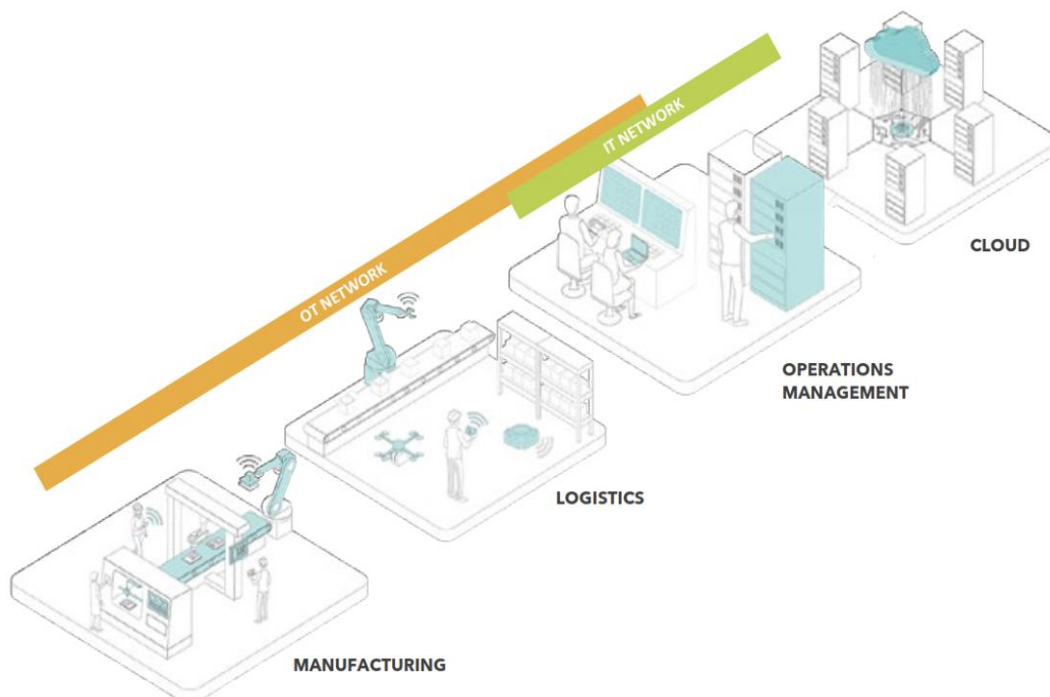 IT NETWORK
OT NETWORK
CLOUD
OPERATIONS
MANAGEMENT
LOGISTICS
MANUFACTURING